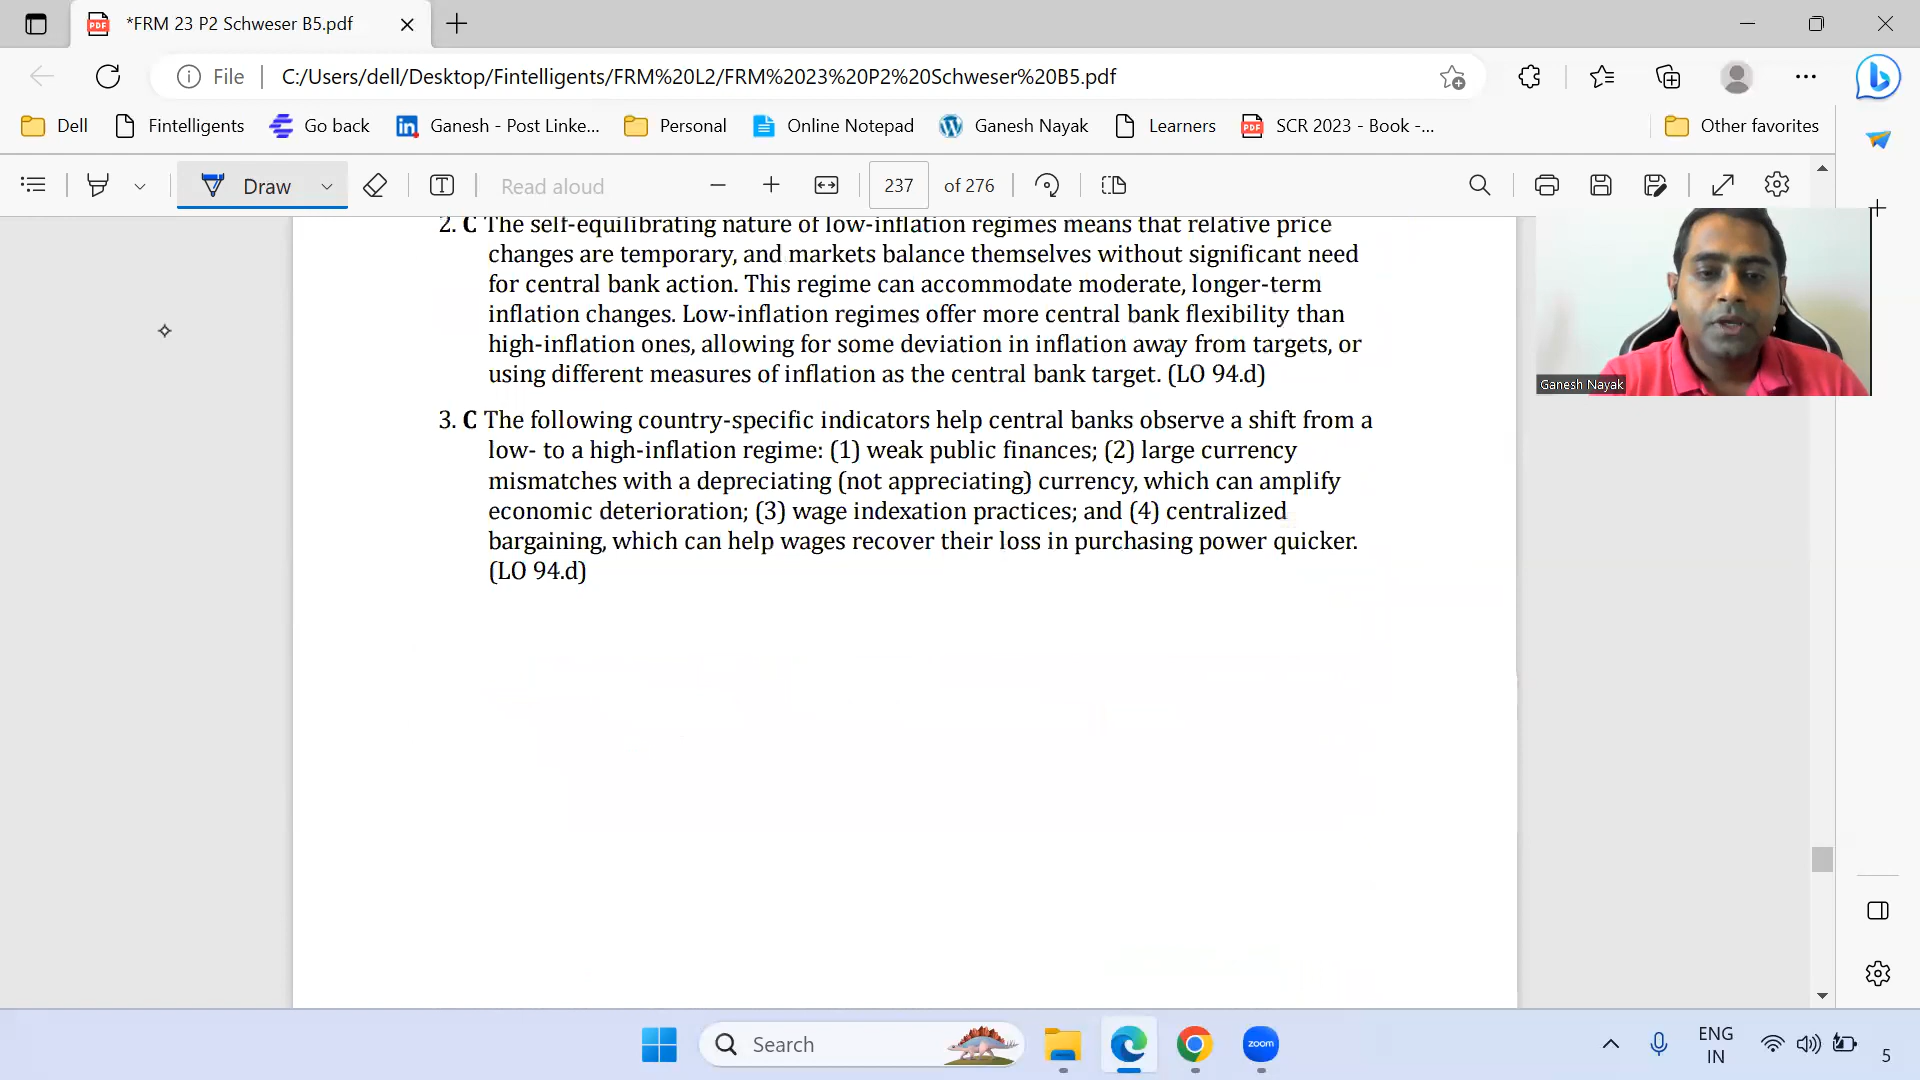 *FRM 23 P2 Schweser B5.pdf
File
C:/Users/dell/Desktop/Fintelligents/FRM%20L2/FRM%2023%20P2%20Schweser%20B5.pdf
Dell
Fintelligents
Go back
Ganesh - Post Linke...
Personal
Online Notepad
Ganesh Nayak
Learners
SCR 2023 - Book -...
Other favorites
Draw
Read aloud
237
of 276
2. C The self-equilibrating nature of low-inflation regimes means that relative price
changes are temporary, and markets balance themselves without significant need
for central bank action. This regime can accommodate moderate, longer-term
inflation changes. Low-inflation regimes offer more central bank flexibility than
high-inflation ones, allowing for some deviation in inflation away from targets, or
using different measures of inflation as the central bank target. (LO 94.d)
3. C The following country-specific indicators help central banks observe a shift from a
low- to a high-inflation regime: (1) weak public finances; (2) large currency
mismatches with a depreciating (not appreciating) currency, which can amplify
economic deterioration; (3) wage indexation practices; and (4) centralized
bargaining, which can help wages recover their loss in purchasing power quicker.
(LO 94.d)
Ganesh Nayak
Search
zoom
ENG
IN
5